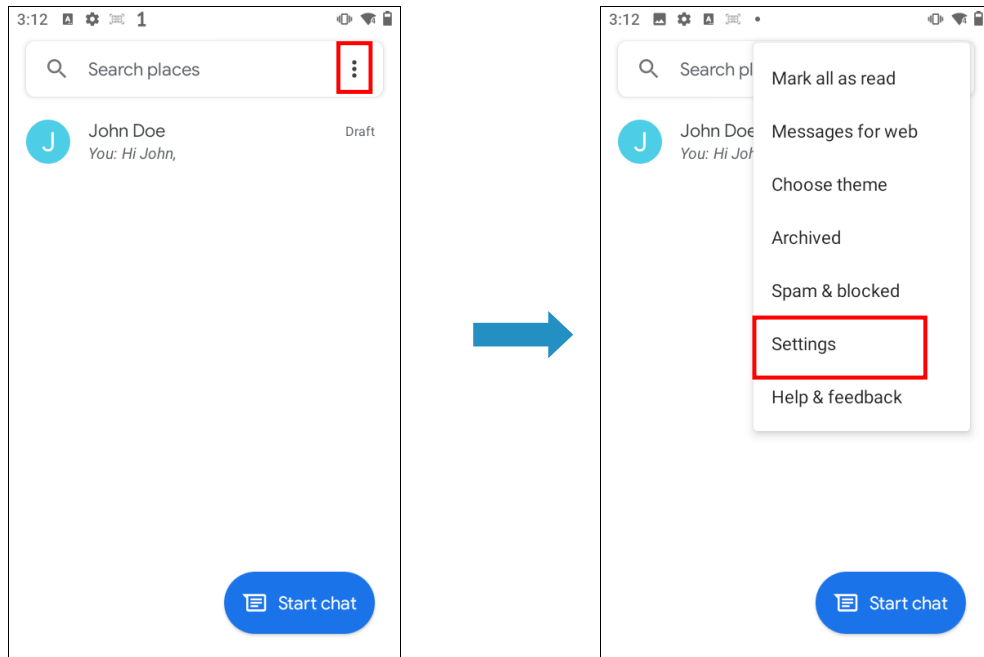 3:12 1
Search places
J
John Doe
Draft
You: Hi John,
Start chat
3:12
Search pl
J
John Doe
You: Hi Joh
Mark all as read
Messages for web
Choose theme
Archived
Spam & blocked
Settings
Help & feedback
Start chat